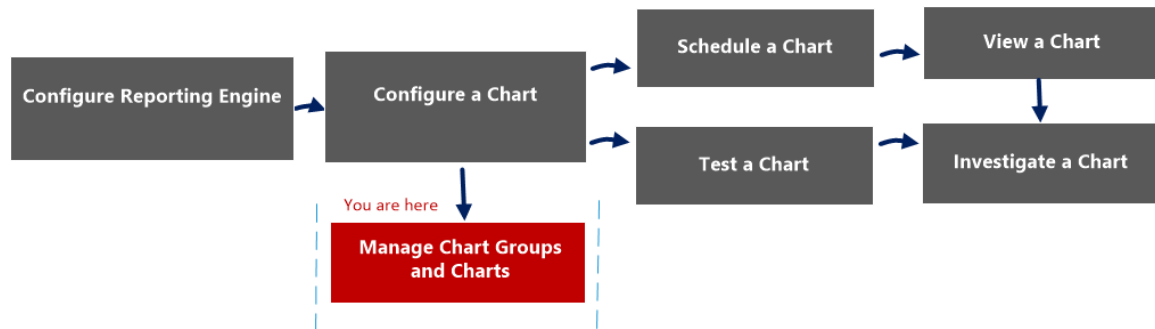 Configure Reporting Engine
Configure a Chart
Schedule a Chart
View a Chart
Test a Chart
Investigate a Chart
You are here
Manage Chart Groups
and Charts